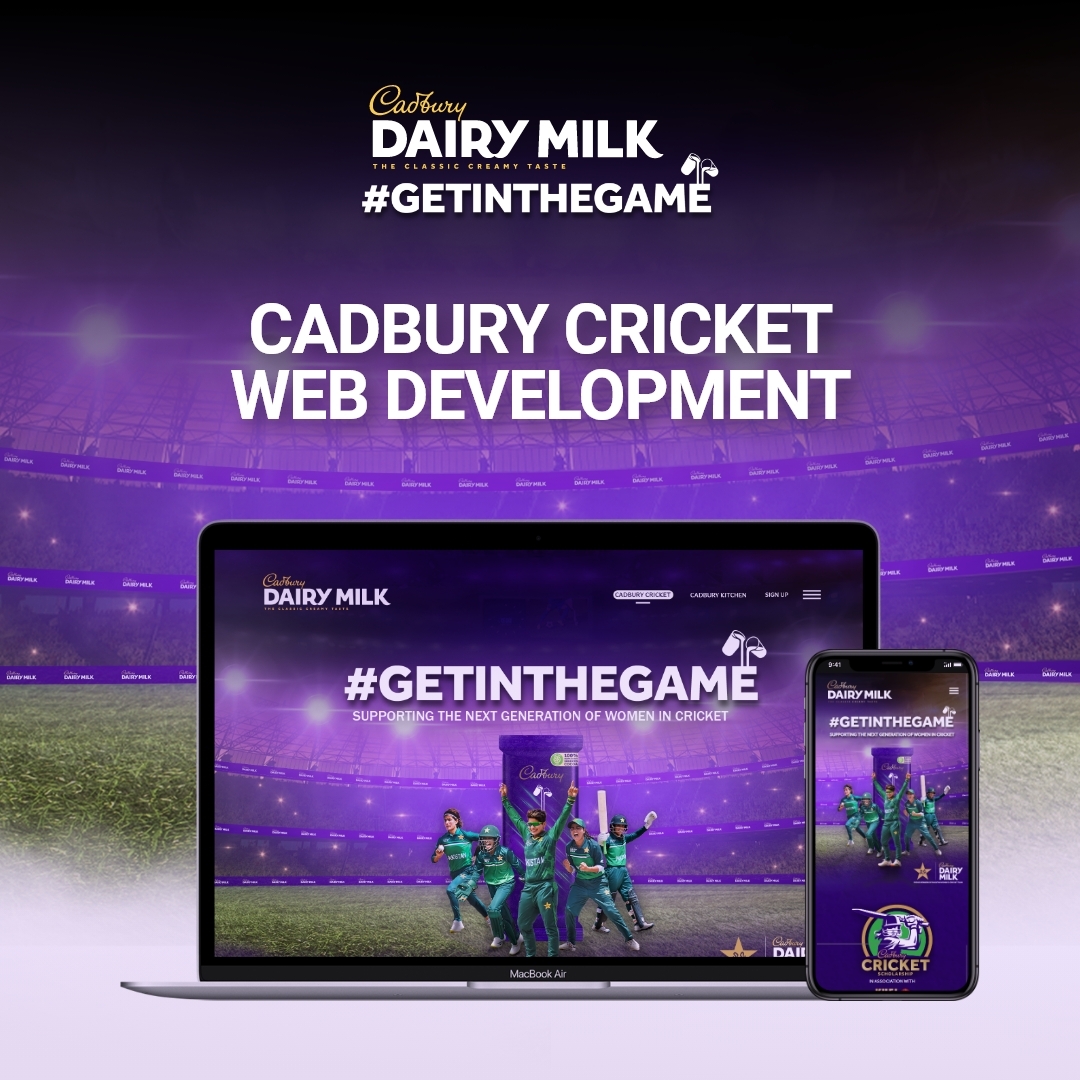 Cadbury
DAIRY MILK
THE CLASSIC CREAMY TASTE
#GETINTHEGAME
CADBURY CRICKET
WEB DEVELOPMENT
Cadbury
DAIRY MILK
THE CLASSIC CREAMY TASTE
CADBURY CRICKET
CADBURY KITCHEN
SIGN UP
#GETINTHEGAME
SUPPORTING THE NEXT GENERATION OF WOMEN IN CRICKET
100%
Cadbury
MacBook Air
9:41
Cadbury
DAIRY MILK
#GETINTHEGAME
SUPPORTING THE NEXT GENERATION OF WOMEN IN CRICKET
Cadbury
DAIRY
MILK
Cadbury
CRICKET
SCHOLARSHIP
IN ASSOCIATION WITH